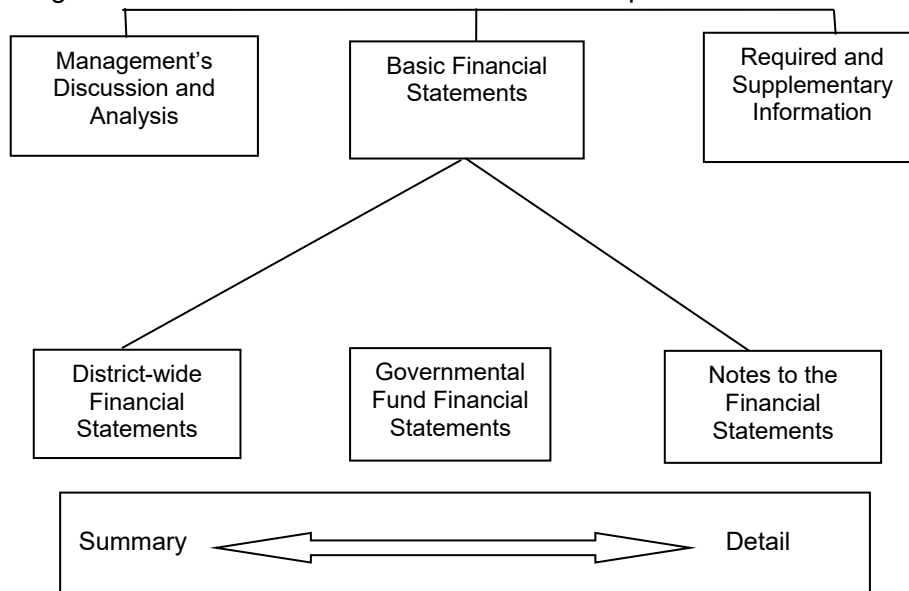 Management's
Discussion and
Analysis
Basic Financial
Statements
Required and
Supplementary
Information
District-wide
Financial
Statements
Governmental
Fund Financial
Statements
Notes to the
Financial
Statements
Summary
Detail